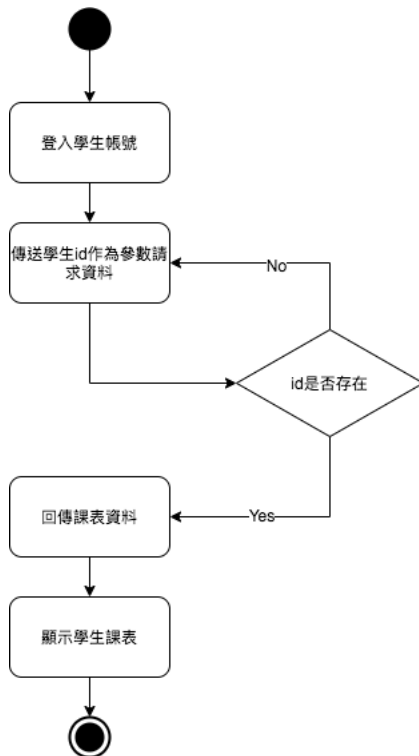 登入學生帳號
傳送學生id作為參數請
求資料
No
id是否存在
回傳課表資料
Yes
顯示學生課表